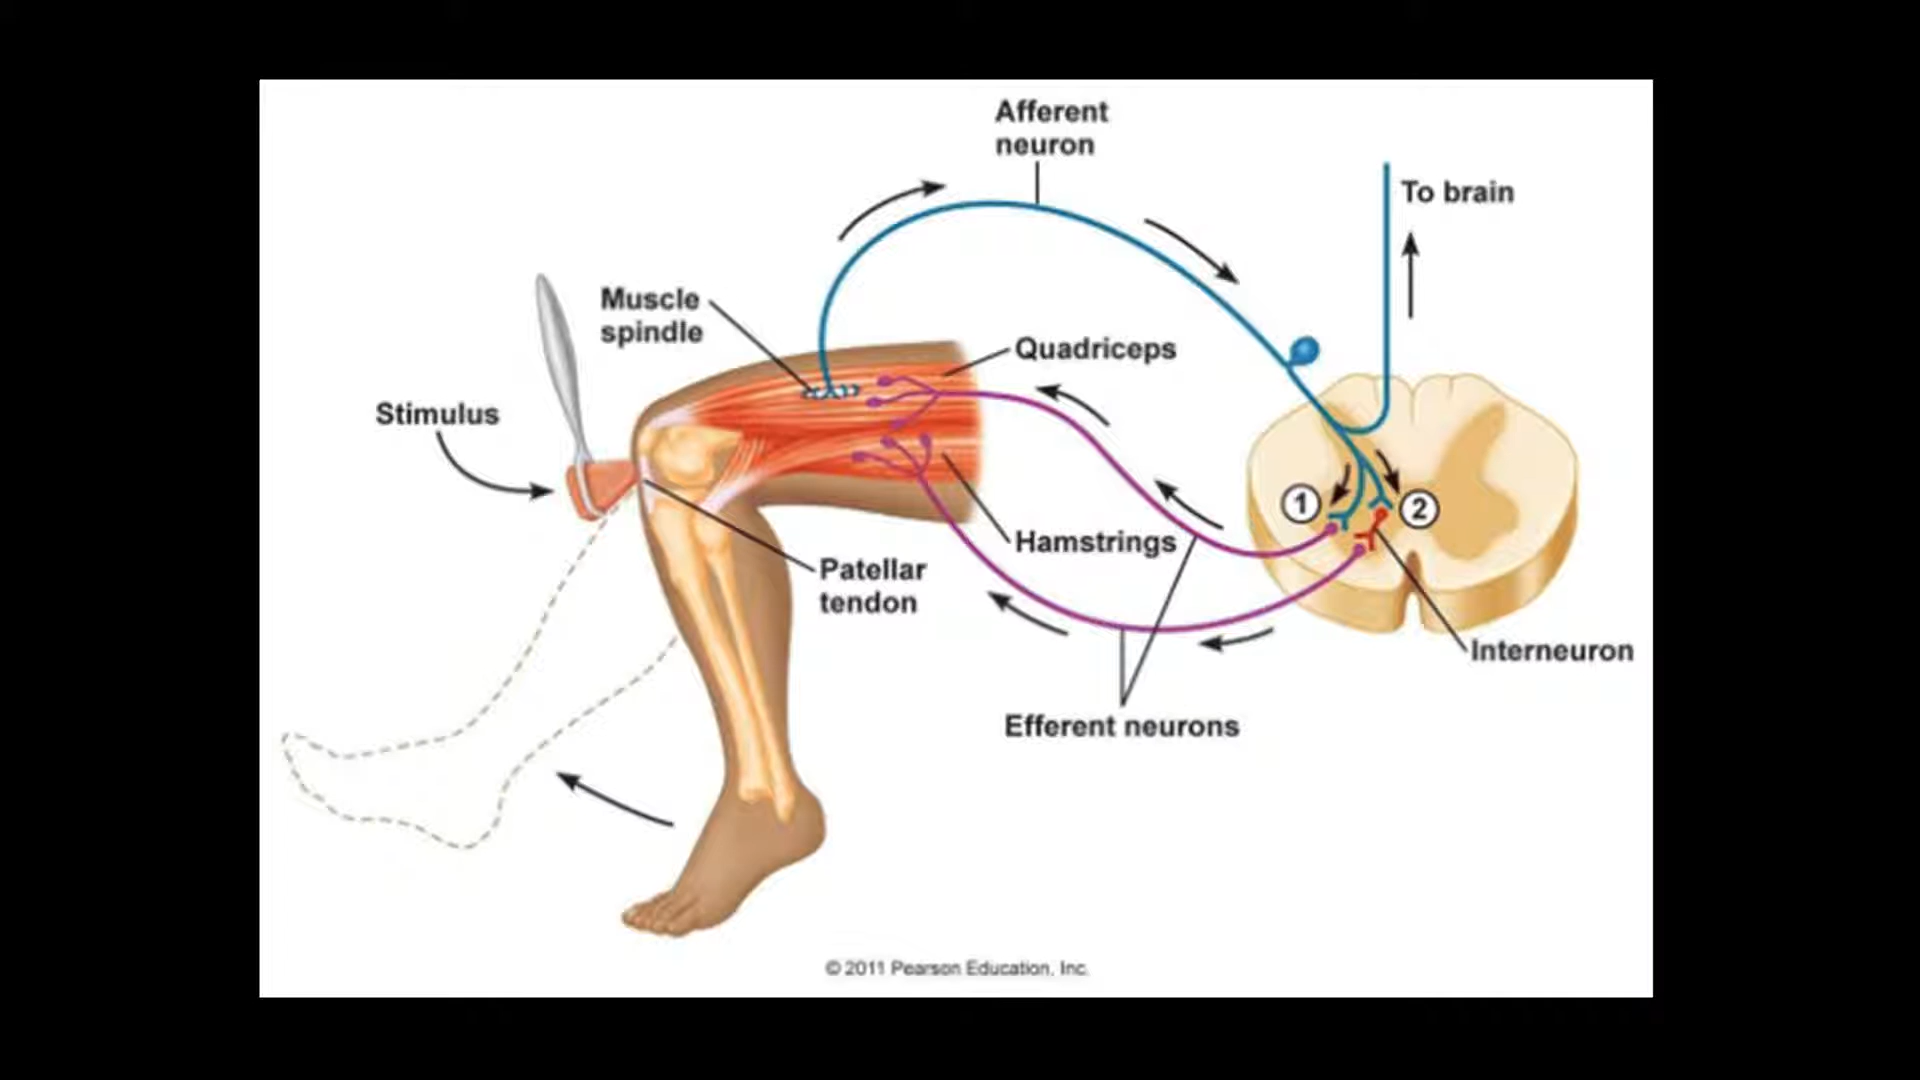 Afferent
neuron
To brain
Muscle
spindle
Quadriceps
Stimulus
1
2
Hamstrings
Patellar
tendon
Interneuron
Efferent neurons
© 2011 Pearson Education, Inc.